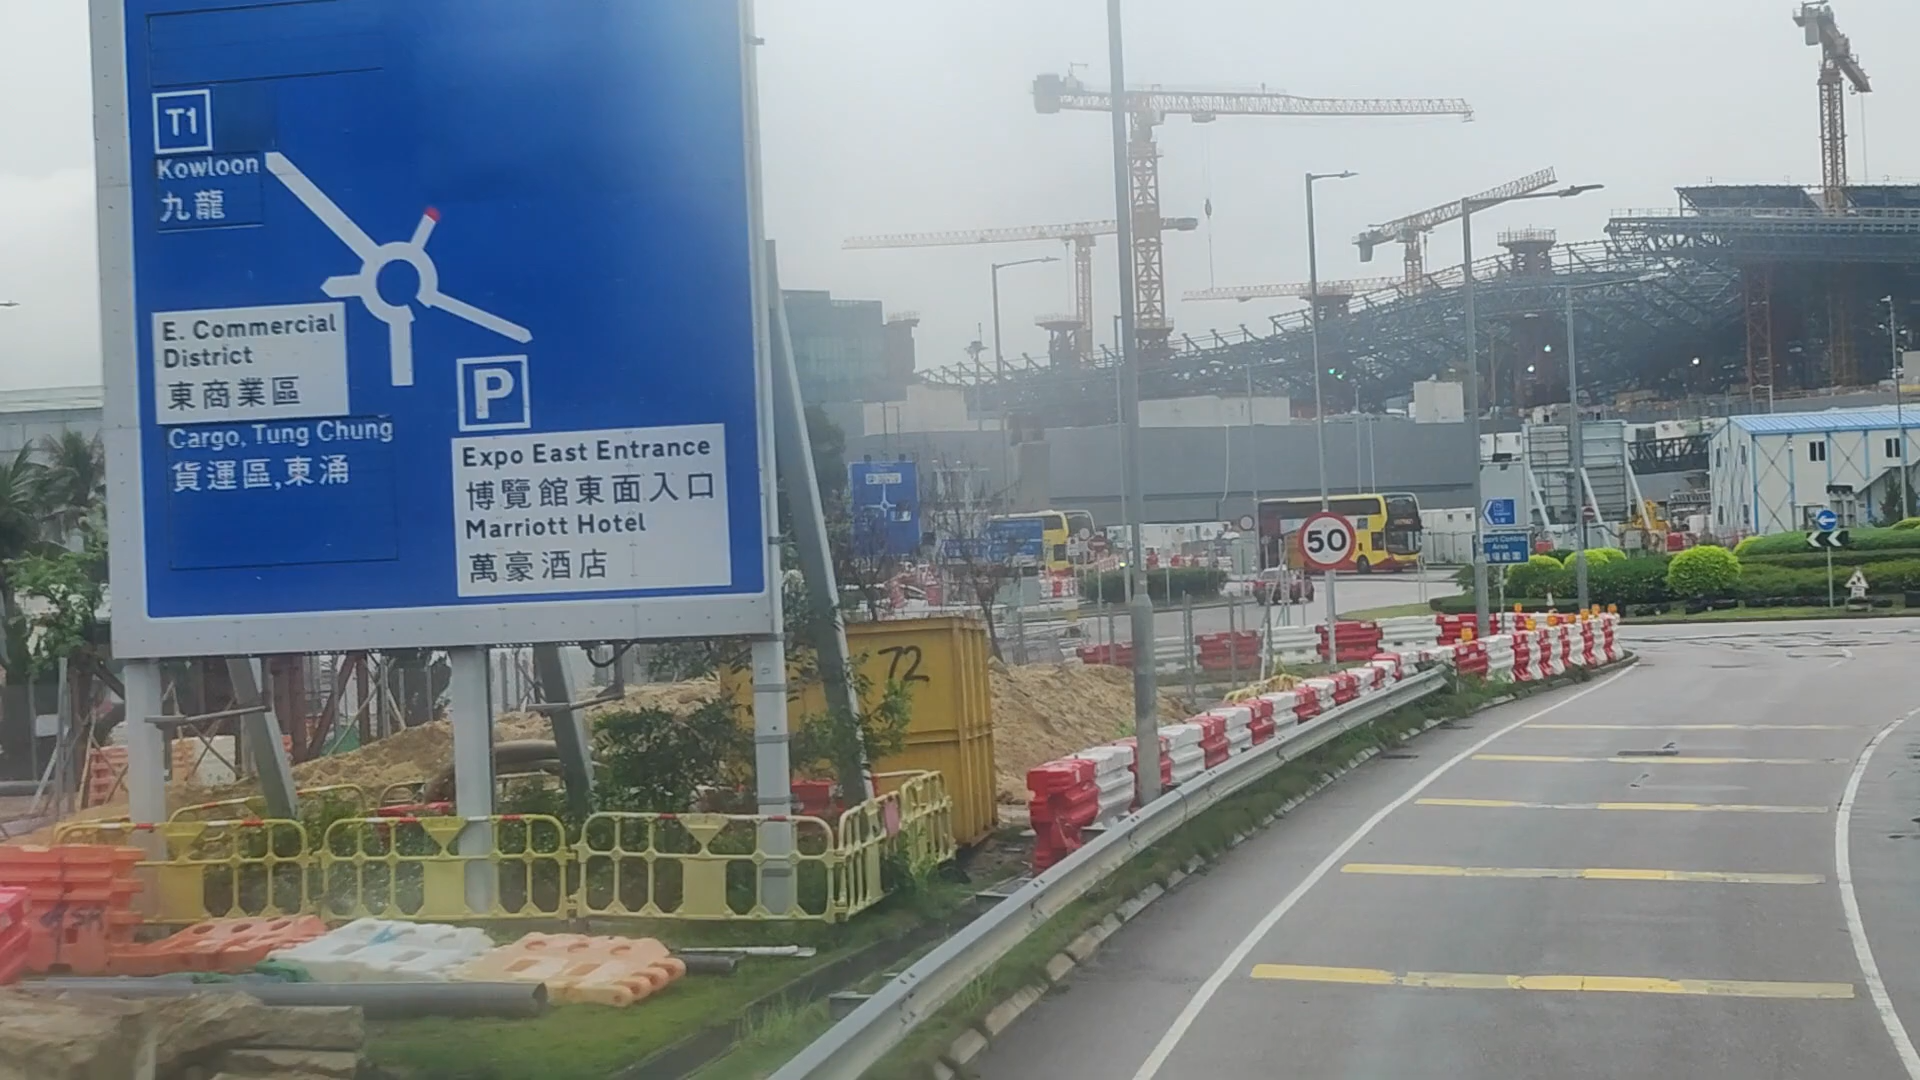 T1
Kowloon
九龍
E. Commercial
District
東商業區
Cargo, Tung Chung
貨運區,東涌
P
Expo East Entrance
博覽館東面入口
Marriott Hotel
萬豪酒店
72
50